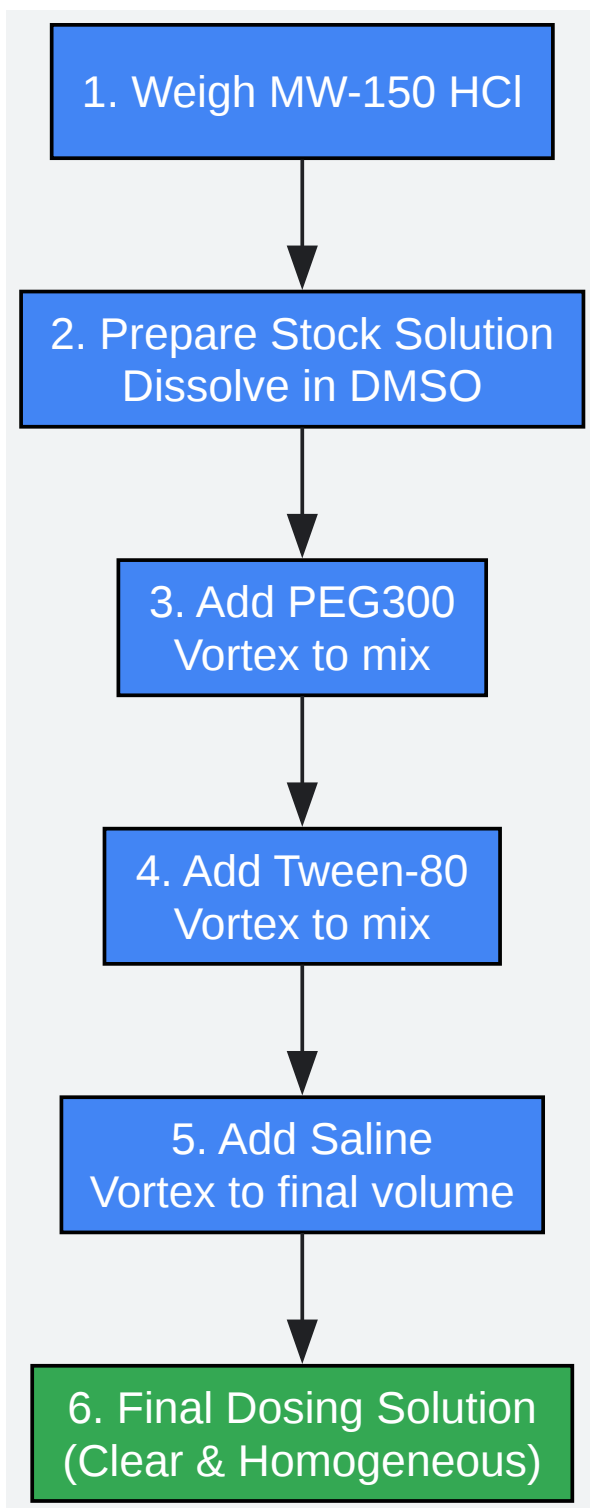 1. Weigh MW-150 HCl
2. Prepare Stock Solution
Dissolve in DMSO
3. Add PEG300
Vortex to mix
4. Add Tween-80
Vortex to mix
5. Add Saline
Vortex to final volume
6. Final Dosing Solution
(Clear & Homogeneous)